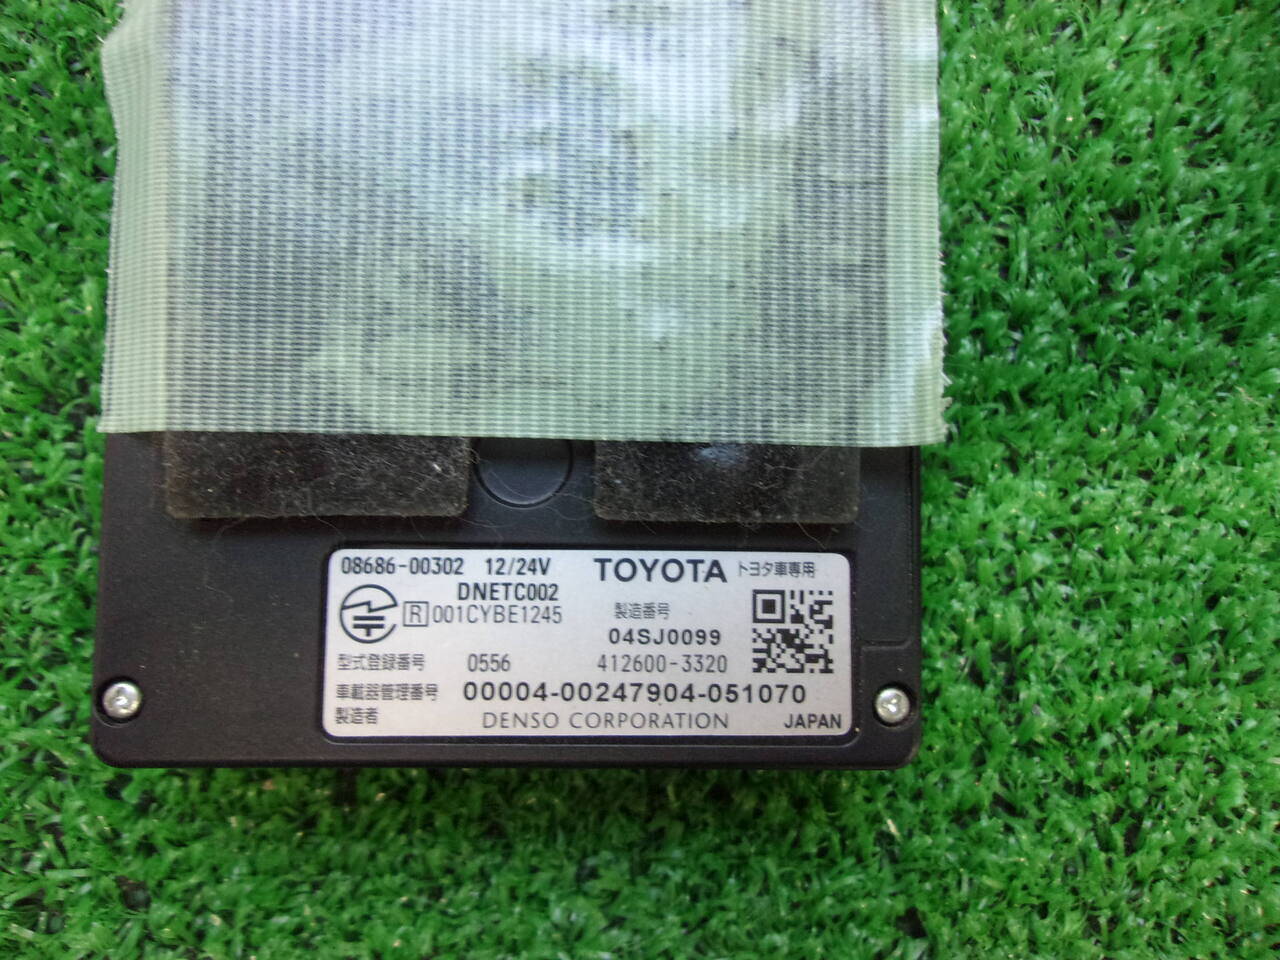 08686-00302 12/24V TOYOTA トヨタ車専用
DNETC002
R 001CYBE1245 製造番号
04SJ0099
型式登録番号 0556 412600-3320
車載器管理番号 00004-00247904-051070
製造者 DENSO CORPORATION JAPAN